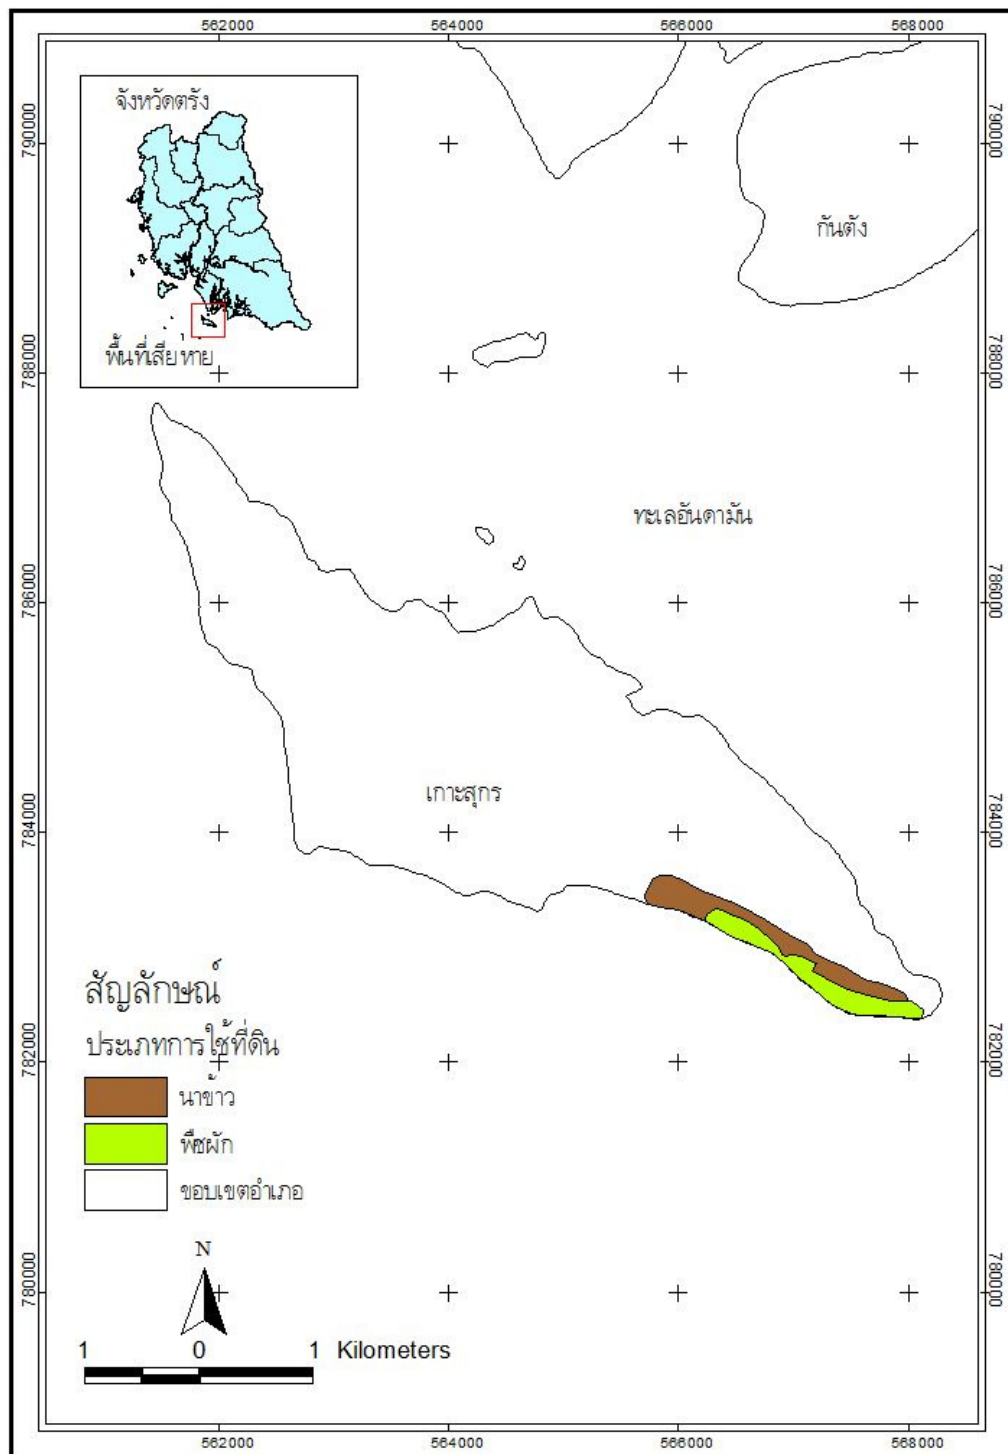 562000 564000 566000 568000
จังหวัดตรัง
พื้นที่เสียหาย
790000 790000
กันตัง
788000 788000
ทะเลอันดามัน
786000 786000
เกาะสุกร
784000 784000
สัญลักษณ์
ประเภทการใช้ที่ดิน
782000 782000
นาข้าว
พืชผัก
ขอบเขตอำเภอ
N
780000 780000
1 0 1 Kilometers
562000 564000 566000 568000